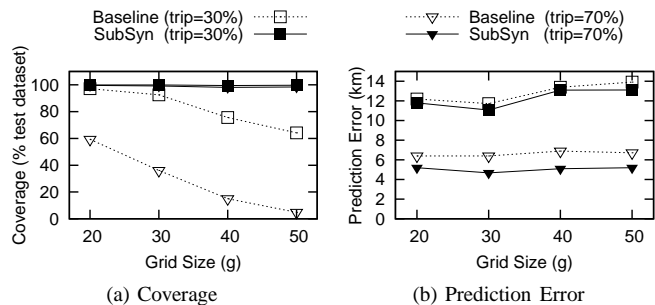 Baseline (trip=30%)
SubSyn (trip=30%)
Baseline (trip=70%)
SubSyn (trip=70%)
Coverage (% test dataset)
100
80
60
40
20
0
20 30 40 50
Grid Size (g)
(a) Coverage
Prediction Error (km)
14
12
10
8
6
4
2
0
20 30 40 50
Grid Size (g)
(b) Prediction Error